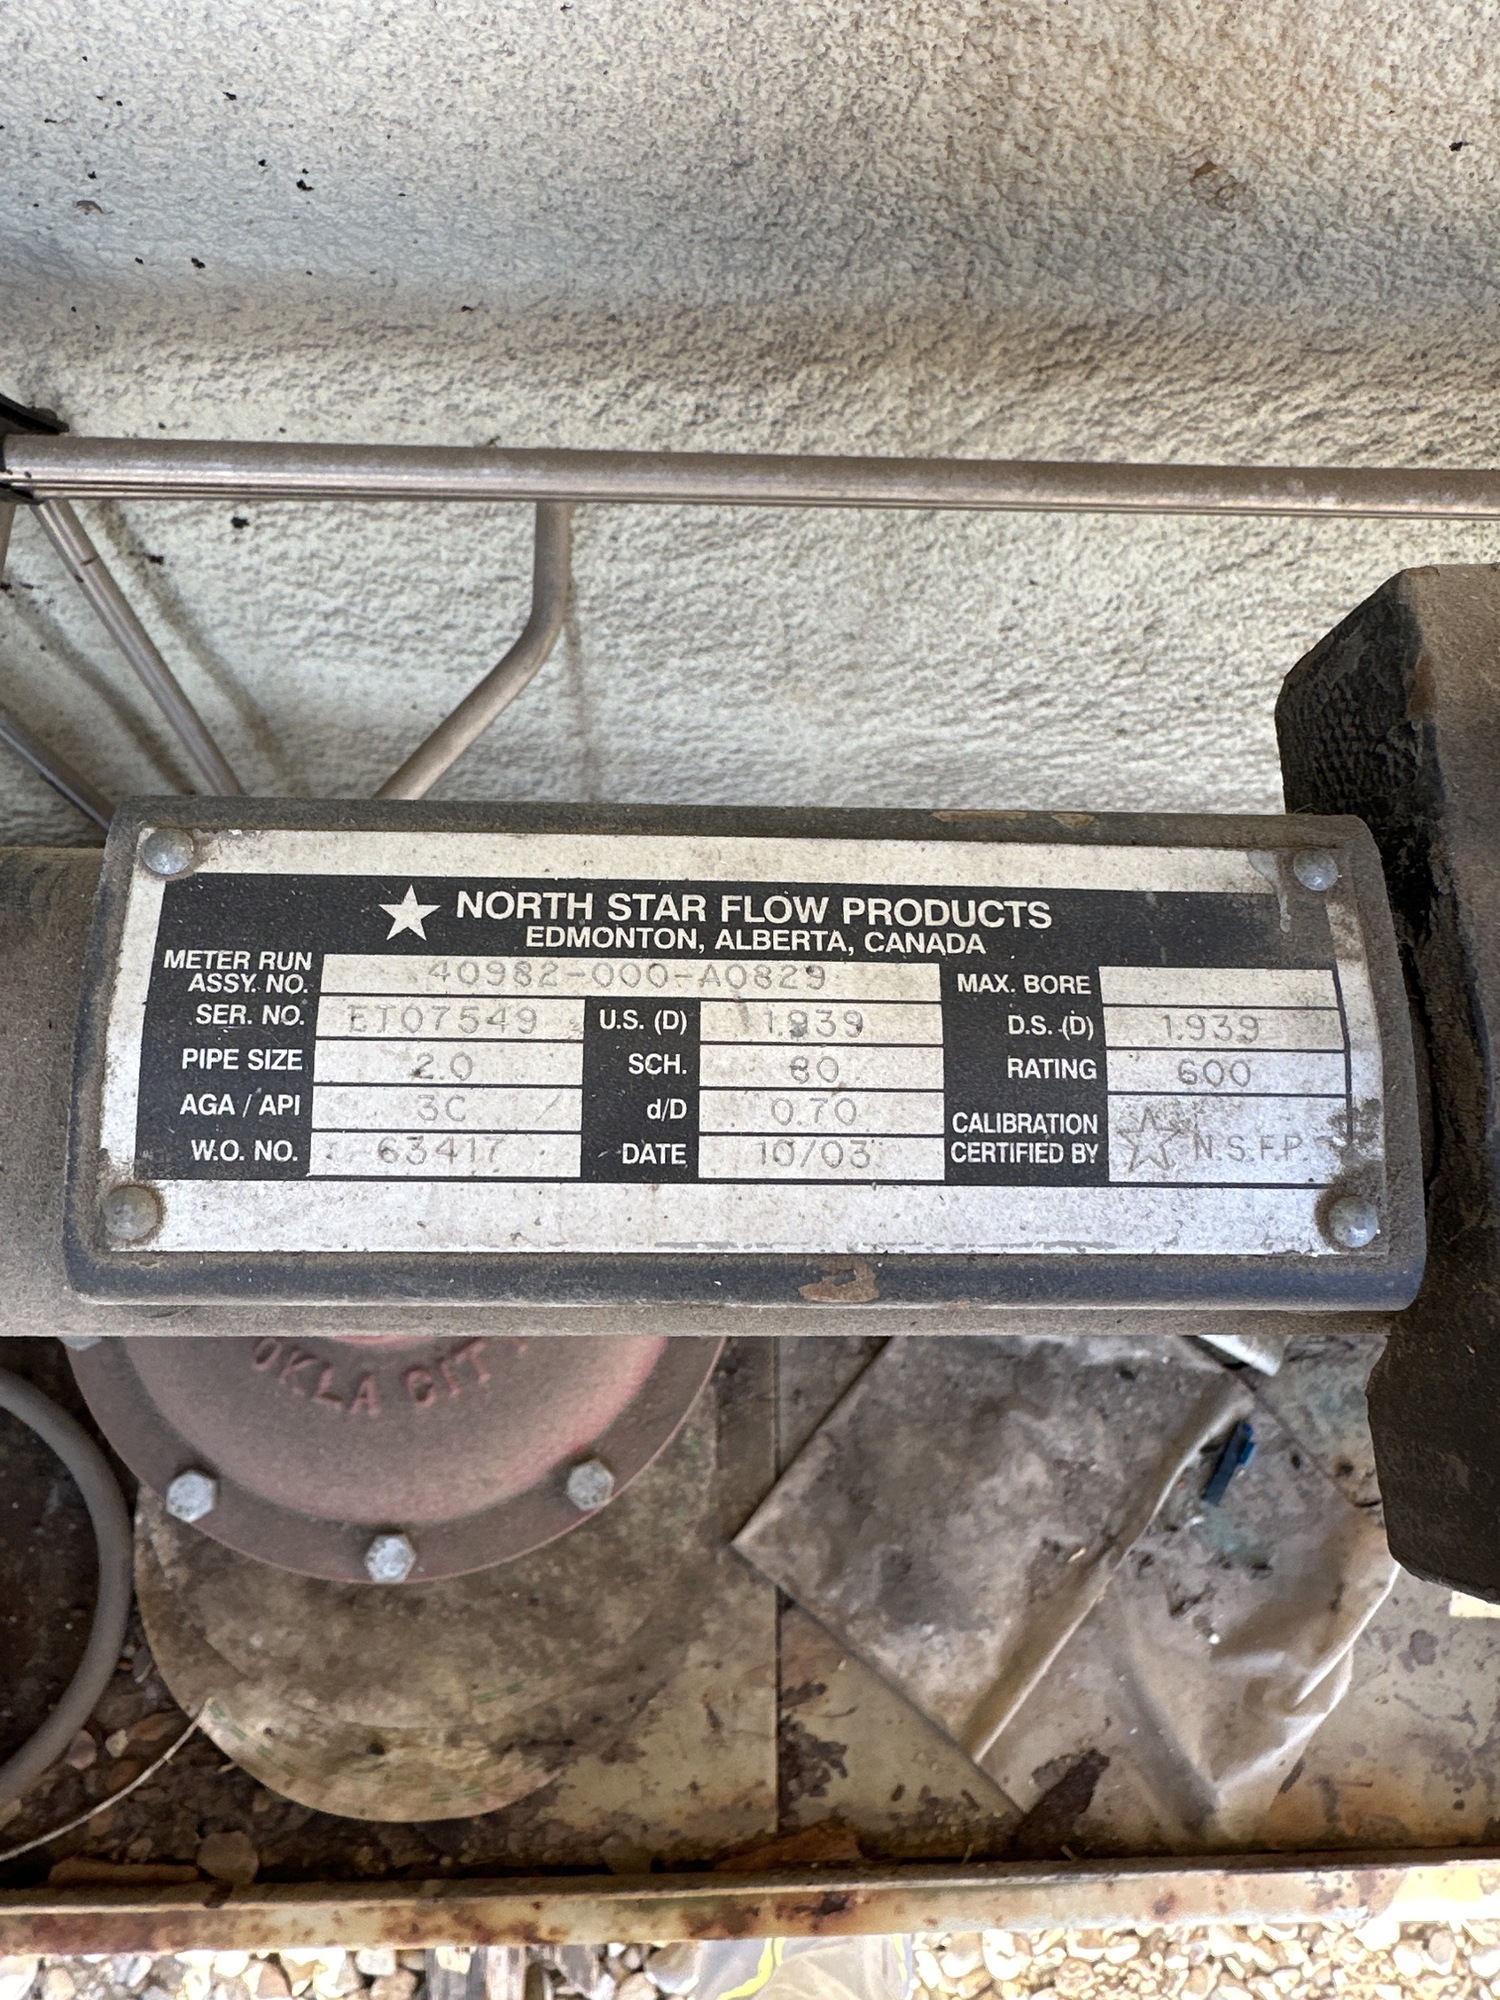 NORTH STAR FLOW PRODUCTS
EDMONTON, ALBERTA, CANADA
METER RUN ASSY. NO. 40982-000-A0829 MAX. BORE
SER. NO. ET07549 U.S. (D) 1.939 D.S. (D) 1.939
PIPE SIZE 2.0 SCH. 80 RATING 600
AGA / API 3C d/D 0.70
W.O. NO. 63417 DATE 10/03 CALIBRATION CERTIFIED BY N.S.F.P.
OKLA CITY